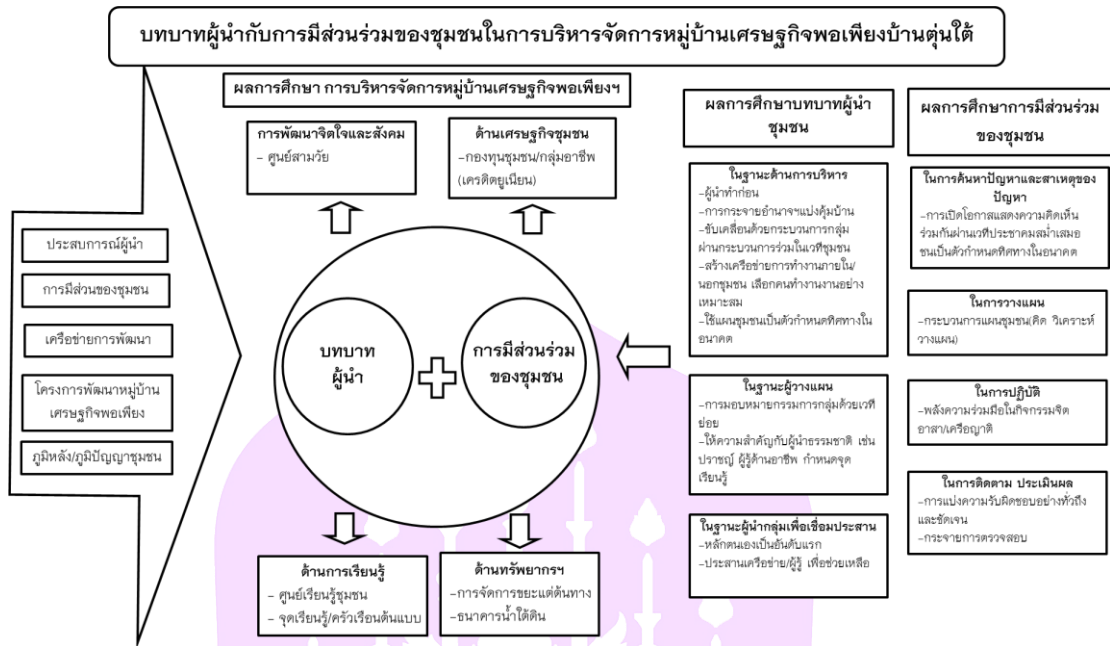 บทบาทผู้นำกับการมีส่วนร่วมของชุมชนในการบริหารจัดการหมู่บ้านเศรษฐกิจพอเพียงบ้านตุ่นใต้
ประสบการณ์ผู้นำ
การมีส่วนของชุมชน
เครือข่ายการพัฒนา
โครงการพัฒนาหมู่บ้าน
เศรษฐกิจพอเพียง
ภูมิหลัง/ภูมิปัญญาชุมชน
ผลการศึกษา การบริหารจัดการหมู่บ้านเศรษฐกิจพอเพียงฯ
การพัฒนาจิตใจและสังคม
- ศูนย์สามวัย
ด้านเศรษฐกิจชุมชน
-กองทุนชุมชน/กลุ่มอาชีพ
(เครดิตยูเนียน)
บทบาท
ผู้นำ
การมีส่วนร่วม
ของชุมชน
ด้านการเรียนรู้
- ศูนย์เรียนรู้ชุมชน
- จุดเรียนรู้/ครัวเรือนต้นแบบ
ด้านทรัพยากรฯ
-การจัดการขยะแต่ต้นทาง
-ธนาคารน้ำใต้ดิน
ผลการศึกษาบทบาทผู้นำ
ชุมชน
ในฐานะด้านการบริหาร
-ผู้นำทำก่อน
-การกระจายอำนาจฯแบ่งคุ้มบ้าน
-ขับเคลื่อนด้วยกระบวนการกลุ่ม
ผ่านกระบวนการร่วมในเวทีชุมชน
-สร้างเครือข่ายการทำงานภายใน/
นอกชุมชน เลือกคนทำงานงานอย่าง
เหมาะสม
-ใช้แผนชุมชนเป็นตัวกำหนดทิศทางใน
อนาคต
ในฐานะผู้วางแผน
-การมอบหมายกรรมการกลุ่มด้วยเวที
ย่อย
-ให้ความสำคัญกับผู้นำธรรมชาติ เช่น
ปราชญ์ ผู้รู้ด้านอาชีพ กำหนดจุด
เรียนรู้
ในฐานะผู้นำกลุ่มเพื่อเชื่อมประสาน
-หลักตนเองเป็นอันดับแรก
-ประสานเครือข่าย/ผู้รู้ เพื่อช่วยเหลือ
ผลการศึกษาการมีส่วนร่วม
ของชุมชน
ในการค้นหาปัญหาและสาเหตุของ
ปัญหา
-การเปิดโอกาสแสดงความคิดเห็น
ร่วมกันผ่านเวทีประชาคมสม่ำเสมอ
ชนเป็นตัวกำหนดทิศทางในอนาคต
ในการวางแผน
-กระบวนการแผนชุมชน(คิด วิเคราะห์
วางแผน)
ในการปฏิบัติ
-พลังความร่วมมือในกิจกรรมจิต
อาสา/เครือญาติ
ในการติดตาม ประเมินผล
-การแบ่งความรับผิดชอบอย่างทั่วถึง
และชัดเจน
-กระจายการตรวจสอบ